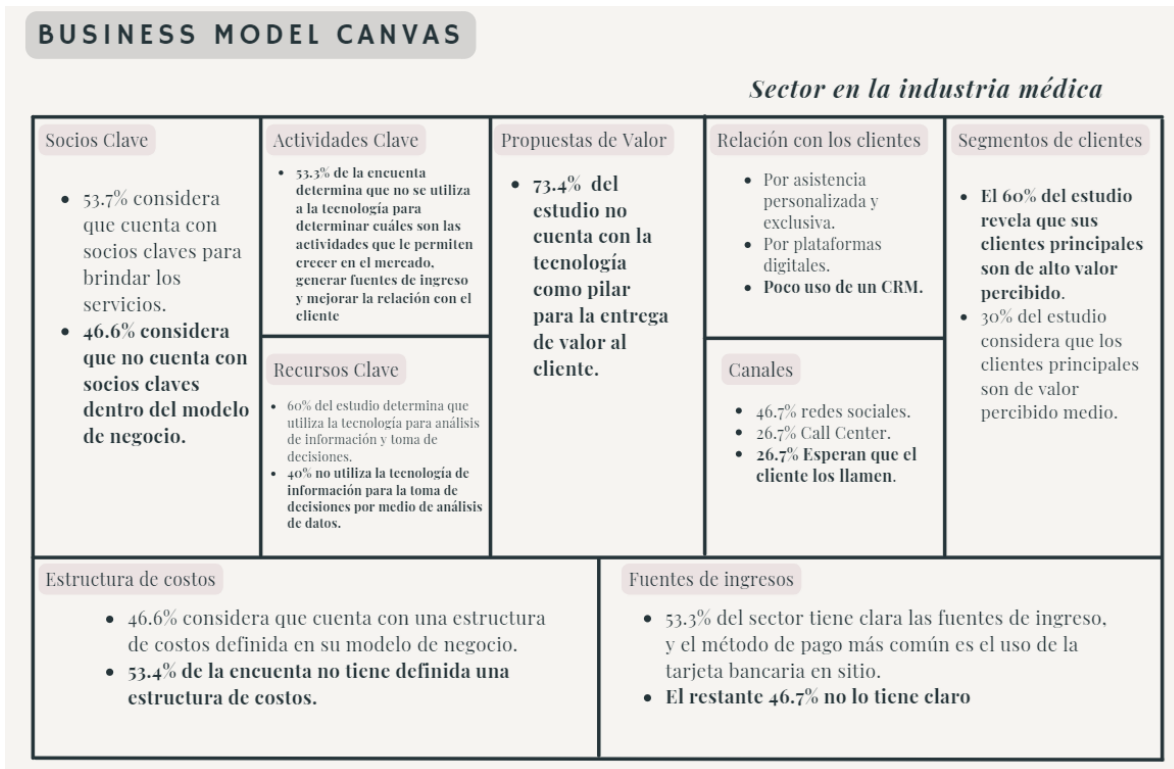 BUSINESS MODEL CANVAS
Sector en la industria médica
Socios Clave
• 53.7% considera
que cuenta con
socios claves para
brindar los
servicios.
• 46.6% considera
que no cuenta con
socios claves
dentro del modelo
de negocio.
Actividades Clave
• 53.3% de la encuenta
determina que no se utiliza
a la tecnología para
determinar cuáles son las
actividades que le permiten
crecer en el mercado,
generar fuentes de ingreso
y mejorar la relación con el
cliente
Recursos Clave
• 60% del estudio determina que
utiliza la tecnología para análisis
de información y toma de
decisiones.
• 40% no utiliza la tecnología de
información para la toma de
decisiones por medio de análisis
de datos.
Propuestas de Valor
• 73.4% del
estudio no
cuenta con la
tecnología
como pilar
para la entrega
de valor al
cliente.
Relación con los clientes
• Por asistencia
personalizada y
exclusiva.
• Por plataformas
digitales.
• Poco uso de un CRM.
Canales
• 46.7% redes sociales.
• 26.7% Call Center.
• 26.7% Esperan que el
cliente los llamen.
Segmentos de clientes
• El 60% del estudio
revela que sus
clientes principales
son de alto valor
percibido.
• 30% del estudio
considera que los
clientes principales
son de valor
percibido medio.
Estructura de costos
• 46.6% considera que cuenta con una estructura
de costos definida en su modelo de negocio.
• 53.4% de la encuenta no tiene definida una
estructura de costos.
Fuentes de ingresos
• 53.3% del sector tiene clara las fuentes de ingreso,
y el método de pago más común es el uso de la
tarjeta bancaria en sitio.
• El restante 46.7% no lo tiene claro